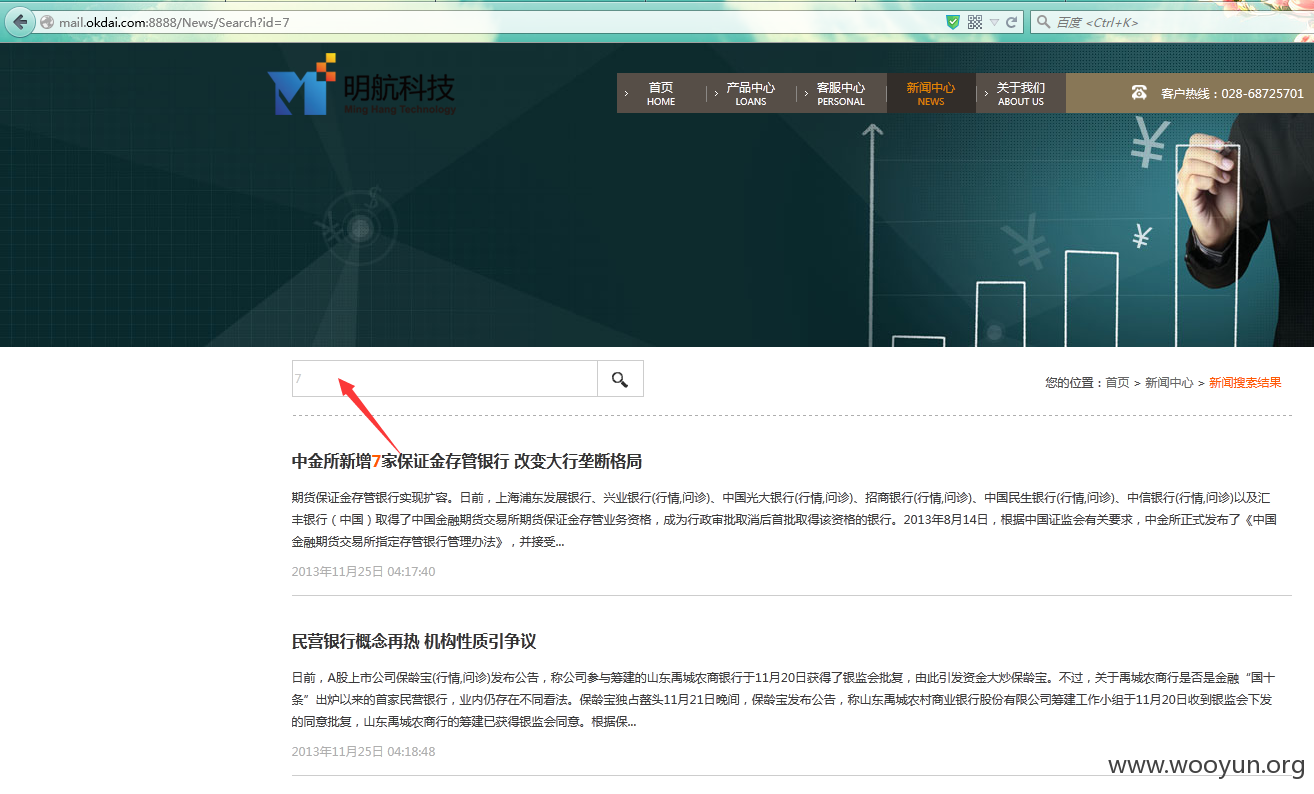 mail.okdai.com:8888/News/Search?id=7
百度 <Ctrl+K>
明航科技
Ming Hang Technology
首页
HOME
产品中心
LOANS
客服中心
PERSONAL
新闻中心
NEWS
关于我们
ABOUT US
客户热线：028-68725701
7
您的位置：首页 > 新闻中心 > 新闻搜索结果
中金所新增7家保证金存管银行 改变大行垄断格局
期货保证金存管银行实现扩容。日前，上海浦东发展银行、兴业银行(行情,问诊)、中国光大银行(行情,问诊)、招商银行(行情,问诊)、中国民生银行(行情,问诊)、中信银行(行情,问诊)以及汇
丰银行（中国）取得了中国金融期货交易所期货保证金存管业务资格，成为行政审批取消后首批取得该资格的银行。2013年8月14日，根据中国证监会有关要求，中金所正式发布了《中国
金融期货交易所指定存管银行管理办法》，并接受...
2013年11月25日 04:17:40
民营银行概念再热 机构性质引争议
日前，A股上市公司保龄宝(行情,问诊)发布公告，称公司参与筹建的山东禹城农商银行于11月20日获得了银监会批复，由此引发资金大炒保龄宝。不过，关于禹城农商行是否是金融“国十
条”出炉以来的首家民营银行，业内仍存在不同看法。保龄宝独占鳌头11月21日晚间，保龄宝发布公告，称山东禹城农村商业银行股份有限公司筹建工作小组于11月20日收到银监会下发
的同意批复，山东禹城农商行的筹建已获得银监会同意。根据保...
2013年11月25日 04:18:48
www.wooyun.org